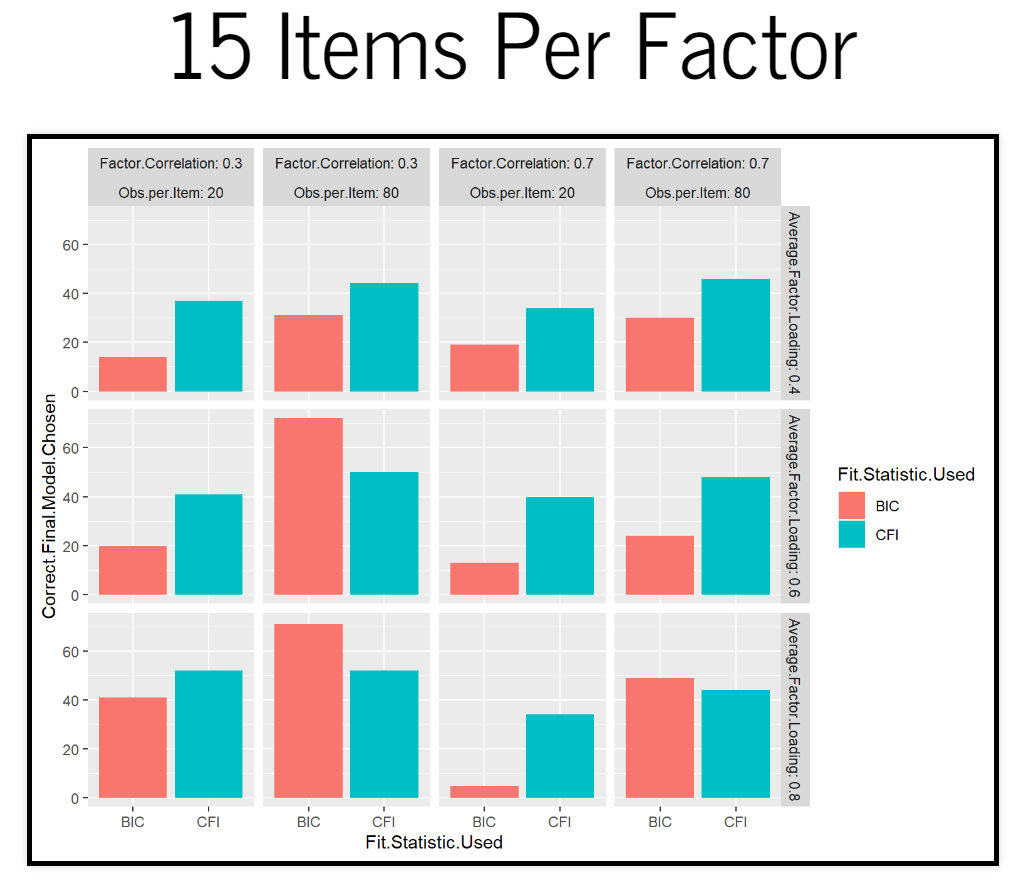 15 Items Per Factor
Factor.Correlation: 0.3
Factor.Correlation: 0.3
Factor.Correlation: 0.7
Factor.Correlation: 0.7
Obs.per.Item: 20
Obs.per.Item: 80
Obs.per.Item: 20
Obs.per.Item: 80
60
40
20
0
Average.Factor.Loading: 0.4
Correct.Final.Model.Chosen
60
40
20
0
Average.Factor.Loading: 0.6
Fit.Statistic.Used
BIC
CFI
60
40
20
0
Average.Factor.Loading: 0.8
BIC
CFI
BIC
CFI
BIC
CFI
BIC
CFI
Fit.Statistic.Used